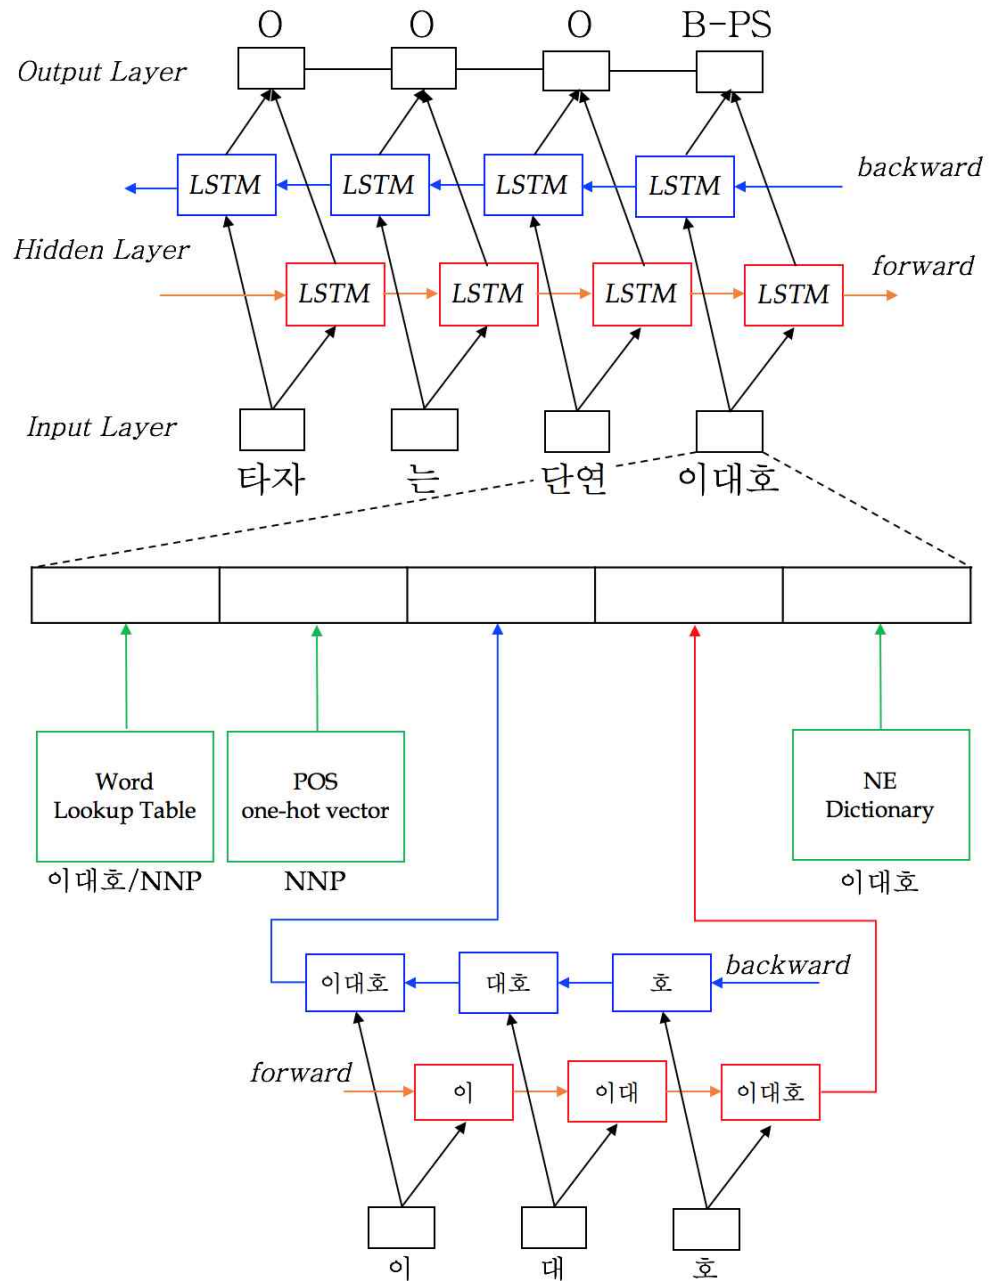 O O O B-PS
Output Layer
LSTM LSTM LSTM LSTM backward
Hidden Layer
LSTM LSTM LSTM LSTM forward
Input Layer
타자 는 단연 이대호
Word
Lookup Table
이대호/NNP
POS
one-hot vector
NNP
NE
Dictionary
이대호
이대호 대호 호 backward
forward 이 이대 이대호
이 대 호